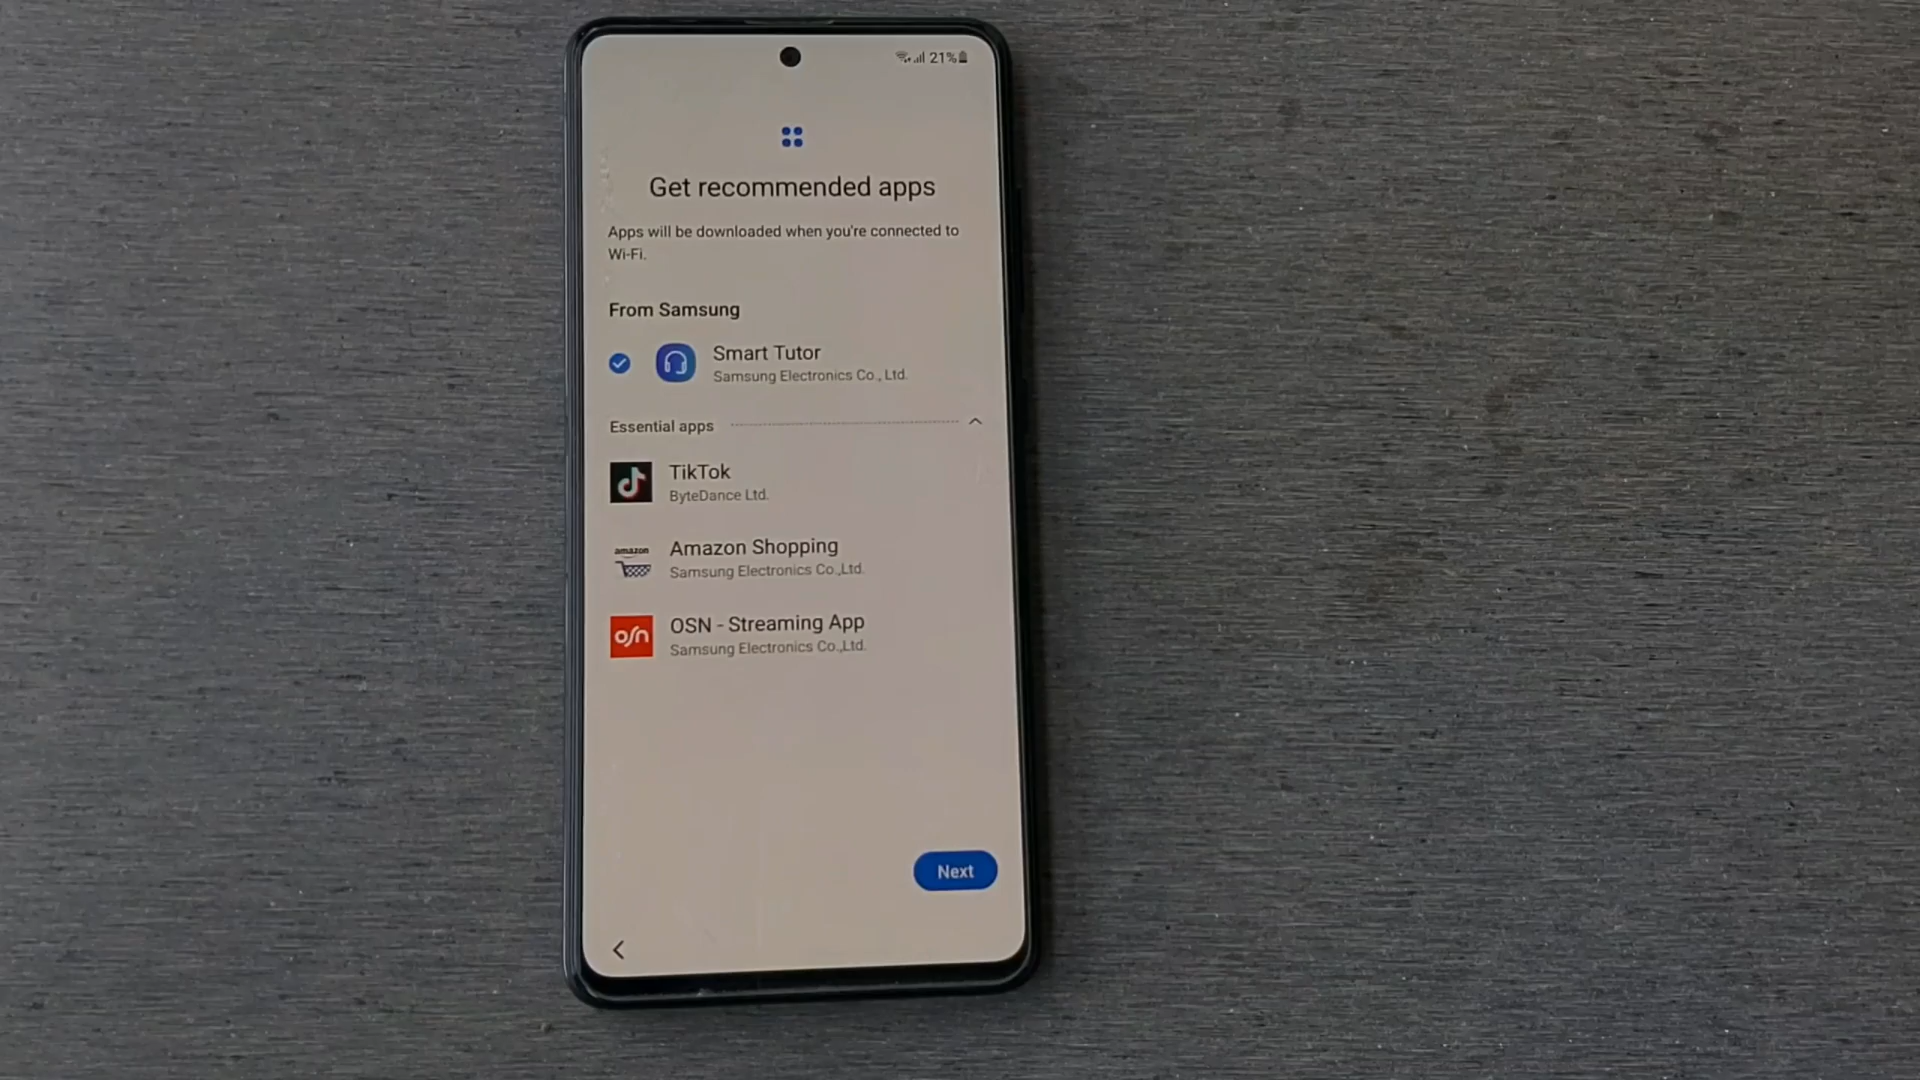 21%
Get recommended apps
Apps will be downloaded when you're connected to
Wi-Fi.
From Samsung
Smart Tutor
Samsung Electronics Co., Ltd.
Essential apps
TikTok
ByteDance Ltd.
amazon
Amazon Shopping
Samsung Electronics Co.,Ltd.
osn
OSN - Streaming App
Samsung Electronics Co.,Ltd.
Next